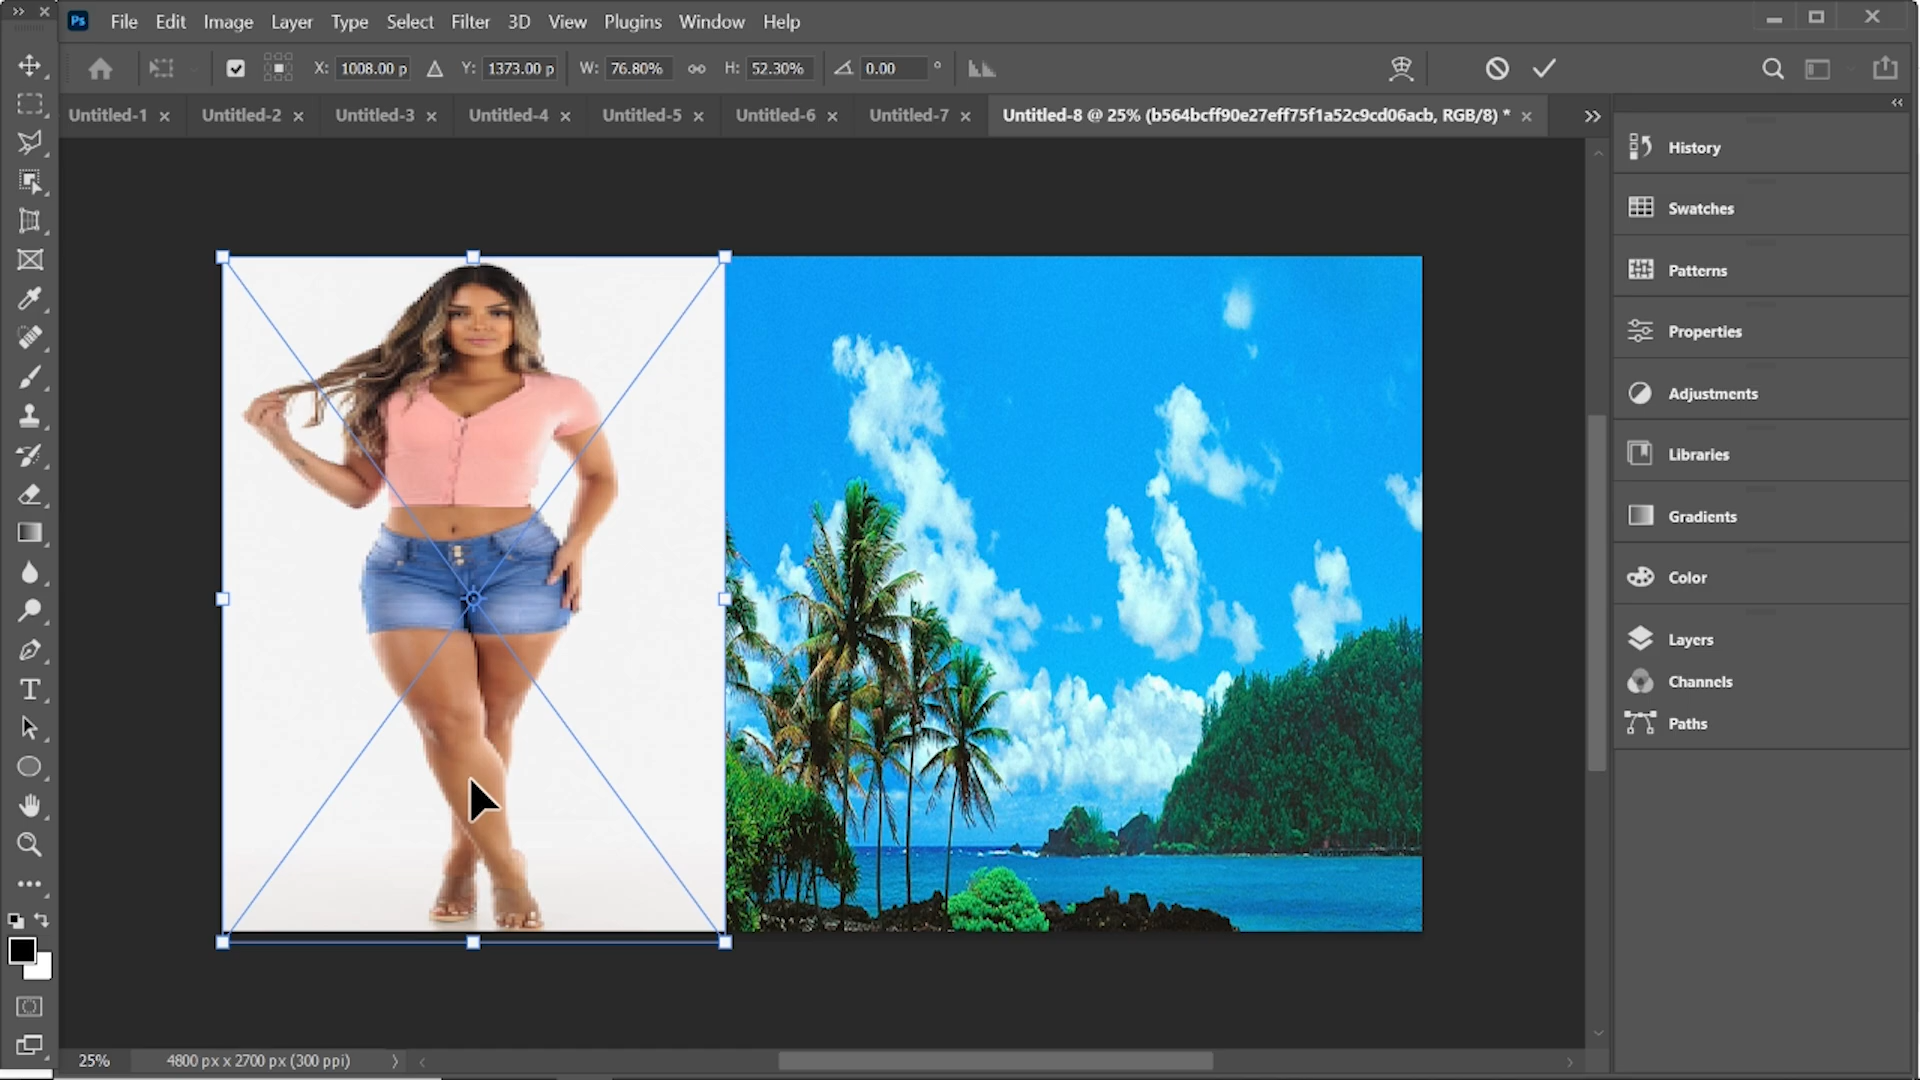 Ps File Edit Image Layer Type Select Filter 3D View Plugins Window Help
X: 1008.00 p Y: 1373.00 p W: 76.80% H: 52.30% 0.00 °
Untitled-1 × Untitled-2 × Untitled-3 × Untitled-4 × Untitled-5 × Untitled-6 × Untitled-7 × Untitled-8 @ 25% (b564bcff90e27eff75f1a52c9cd06acb, RGB/8) * ×
History
Swatches
Patterns
Properties
Adjustments
Libraries
Gradients
Color
Layers
Channels
Paths
25% 4800 px x 2700 px (300 ppi)